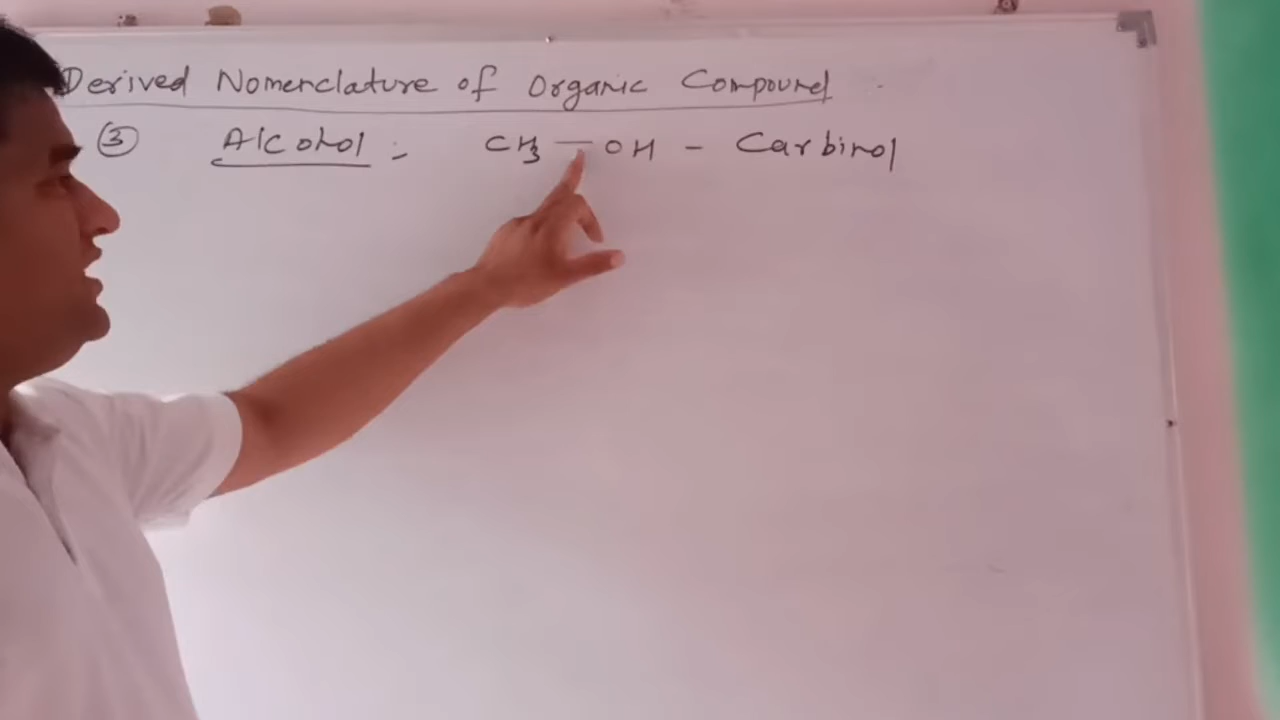 Derived Nomenclature of Organic Compound
③ Alcohol :- CH₃ — OH - Carbinol